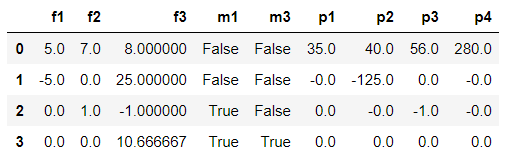 f1 f2 f3 m1 m3 p1 p2 p3 p4
0 5.0 7.0 8.000000 False False 35.0 40.0 56.0 280.0
1 -5.0 0.0 25.000000 False False -0.0 -125.0 0.0 -0.0
2 0.0 1.0 -1.000000 True False 0.0 -0.0 -1.0 -0.0
3 0.0 0.0 10.666667 True True 0.0 0.0 0.0 0.0